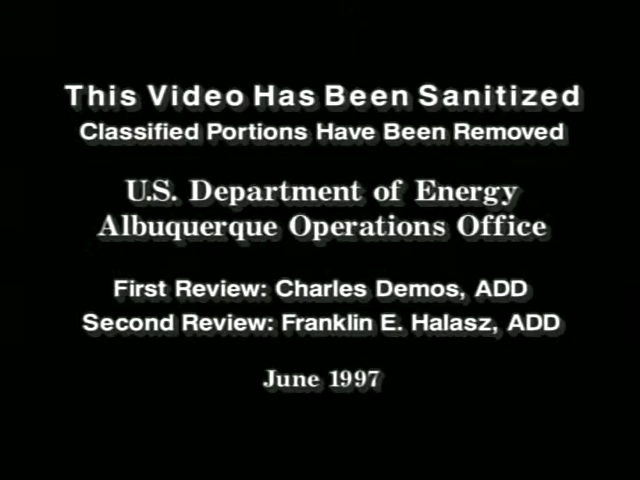 This Video Has Been Sanitized
Classified Portions Have Been Removed
U.S. Department of Energy
Albuquerque Operations Office
First Review: Charles Demos, ADD
Second Review: Franklin E. Halasz, ADD
June 1997